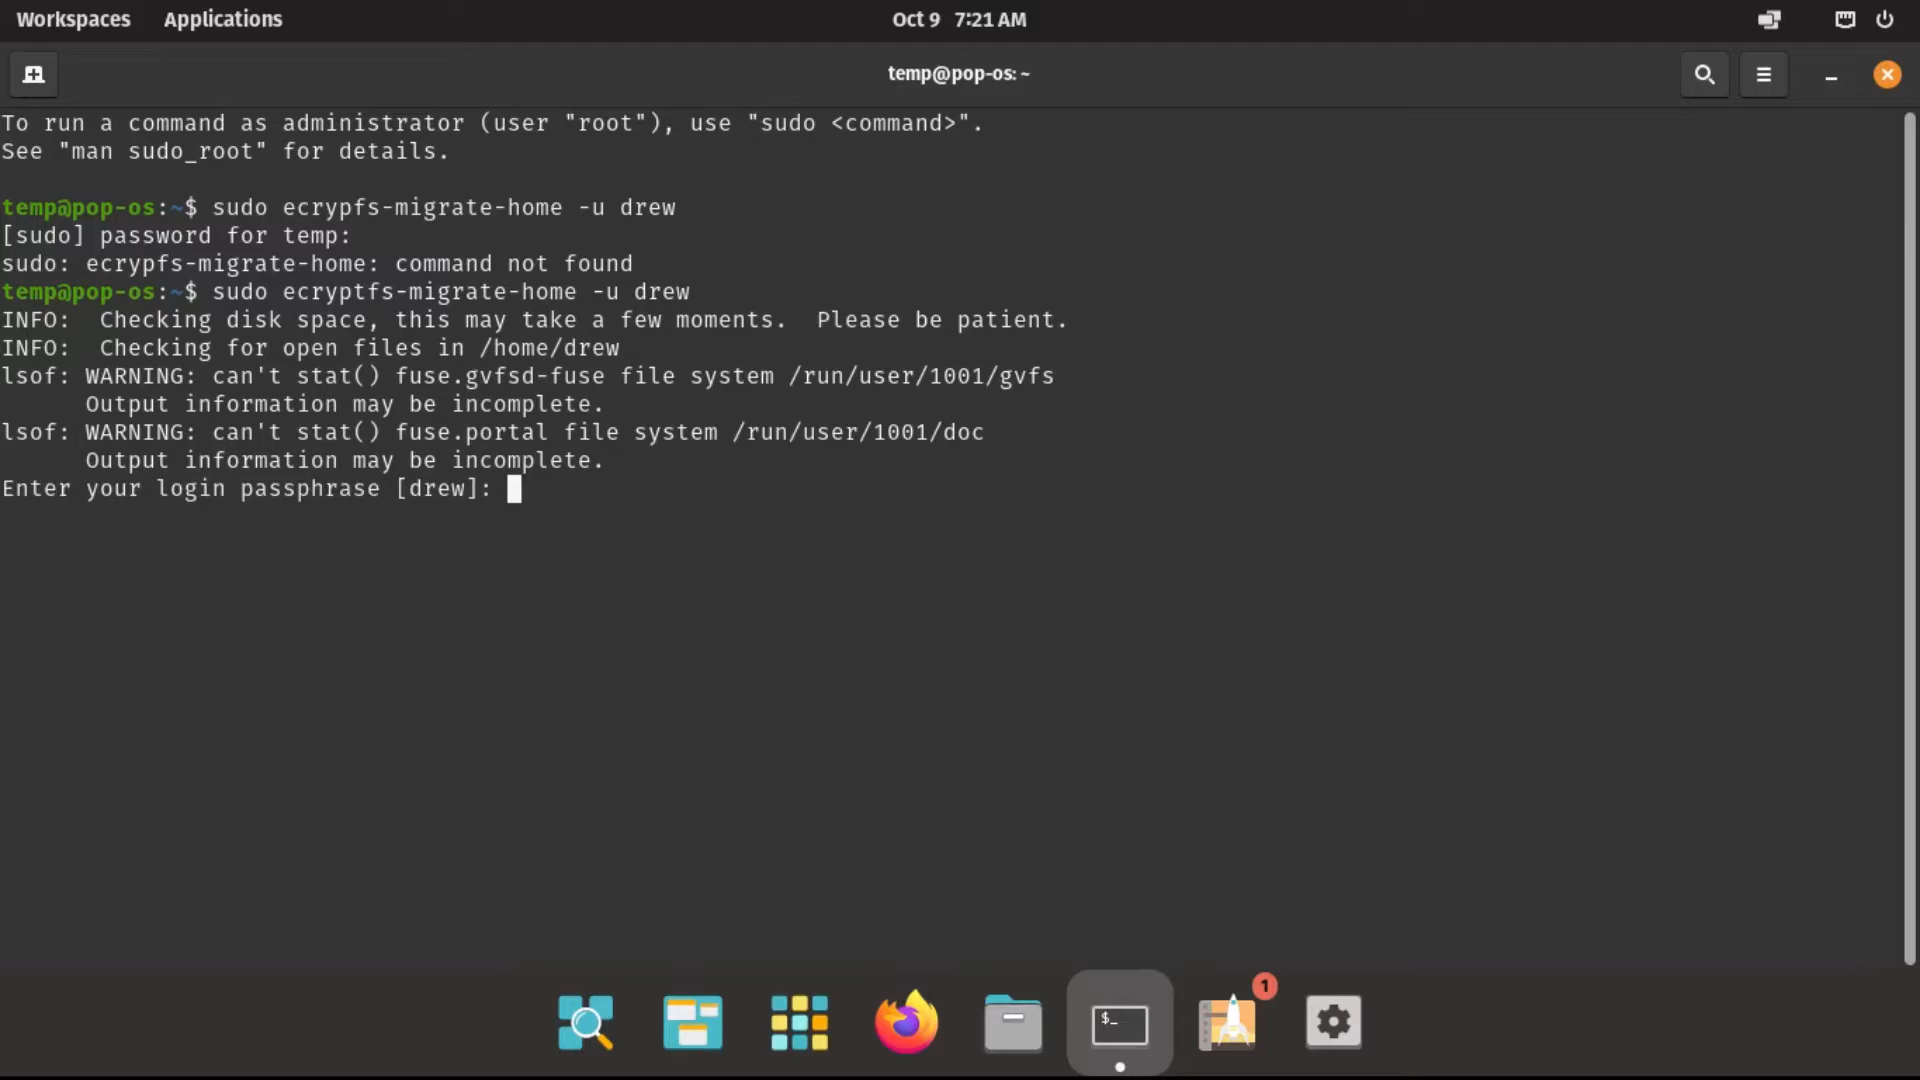 Workspaces Applications Oct 9 7:21 AM
temp@pop-os: ~
To run a command as administrator (user "root"), use "sudo <command>".
See "man sudo_root" for details.
temp@pop-os:~$ sudo ecrypfs-migrate-home -u drew
[sudo] password for temp:
sudo: ecrypfs-migrate-home: command not found
temp@pop-os:~$ sudo ecryptfs-migrate-home -u drew
INFO:  Checking disk space, this may take a few moments.  Please be patient.
INFO:  Checking for open files in /home/drew
lsof: WARNING: can't stat() fuse.gvfsd-fuse file system /run/user/1001/gvfs
      Output information may be incomplete.
lsof: WARNING: can't stat() fuse.portal file system /run/user/1001/doc
      Output information may be incomplete.
Enter your login passphrase [drew]:
$_
1